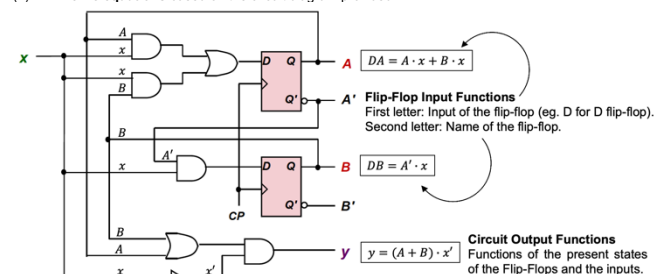 A
x
x
x
B
D Q
A
DA = A · x + B · x
Q'
A'
Flip-Flop Input Functions
First letter: Input of the flip-flop (eg. D for D flip-flop).
Second letter: Name of the flip-flop.
B
A'
x
D Q
B
DB = A' · x
Q'
B'
CP
B
A
y
y = (A + B) · x'
Circuit Output Functions
Functions of the present states
of the Flip-Flops and the inputs.
x
x'